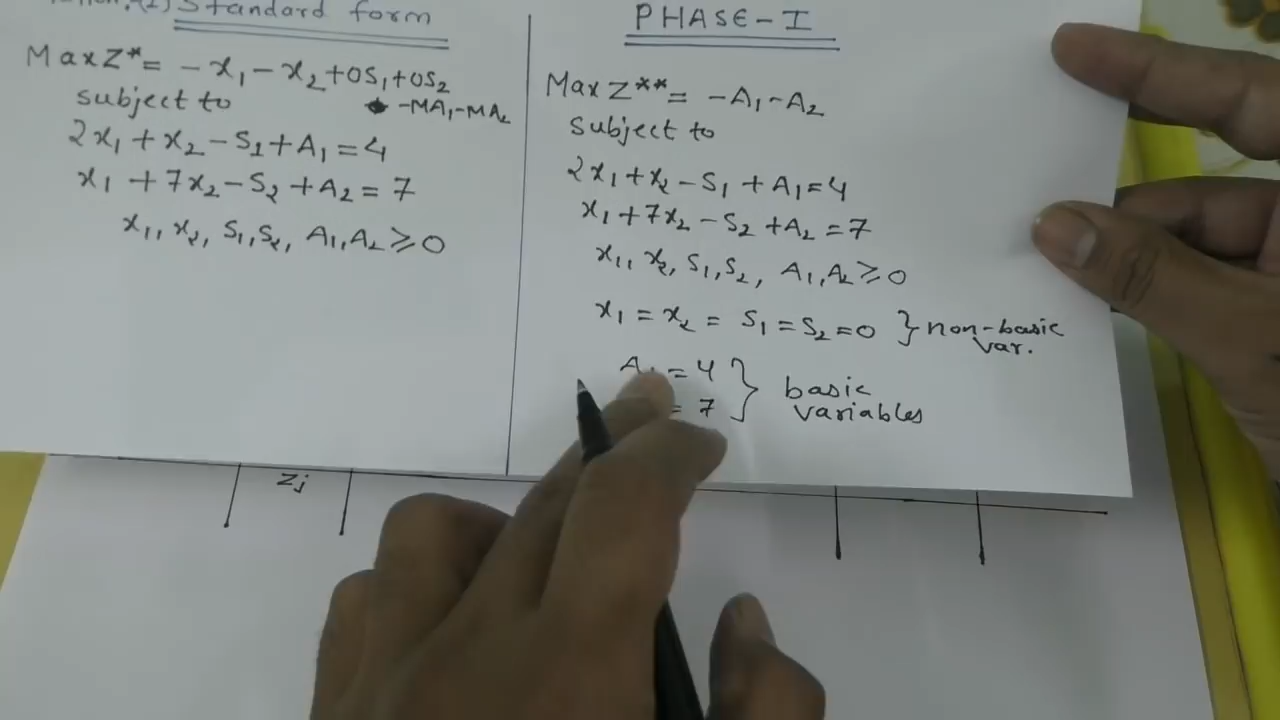 (1) Standard form
Max Z* = -x₁ - x₂ + 0S₁ + 0S₂
-MA₁ - MA₂
subject to
2x₁ + x₂ - S₁ + A₁ = 4
x₁ + 7x₂ - S₂ + A₂ = 7
x₁, x₂, S₁, S₂, A₁, A₂ ≥ 0
PHASE-I
Max Z** = -A₁ - A₂
subject to
2x₁ + x₂ - S₁ + A₁ = 4
x₁ + 7x₂ - S₂ + A₂ = 7
x₁, x₂, S₁, S₂, A₁, A₂ ≥ 0
x₁ = x₂ = S₁ = S₂ = 0 } non-basic
var.
A₁ = 4 } basic
= 7 variables
Zj